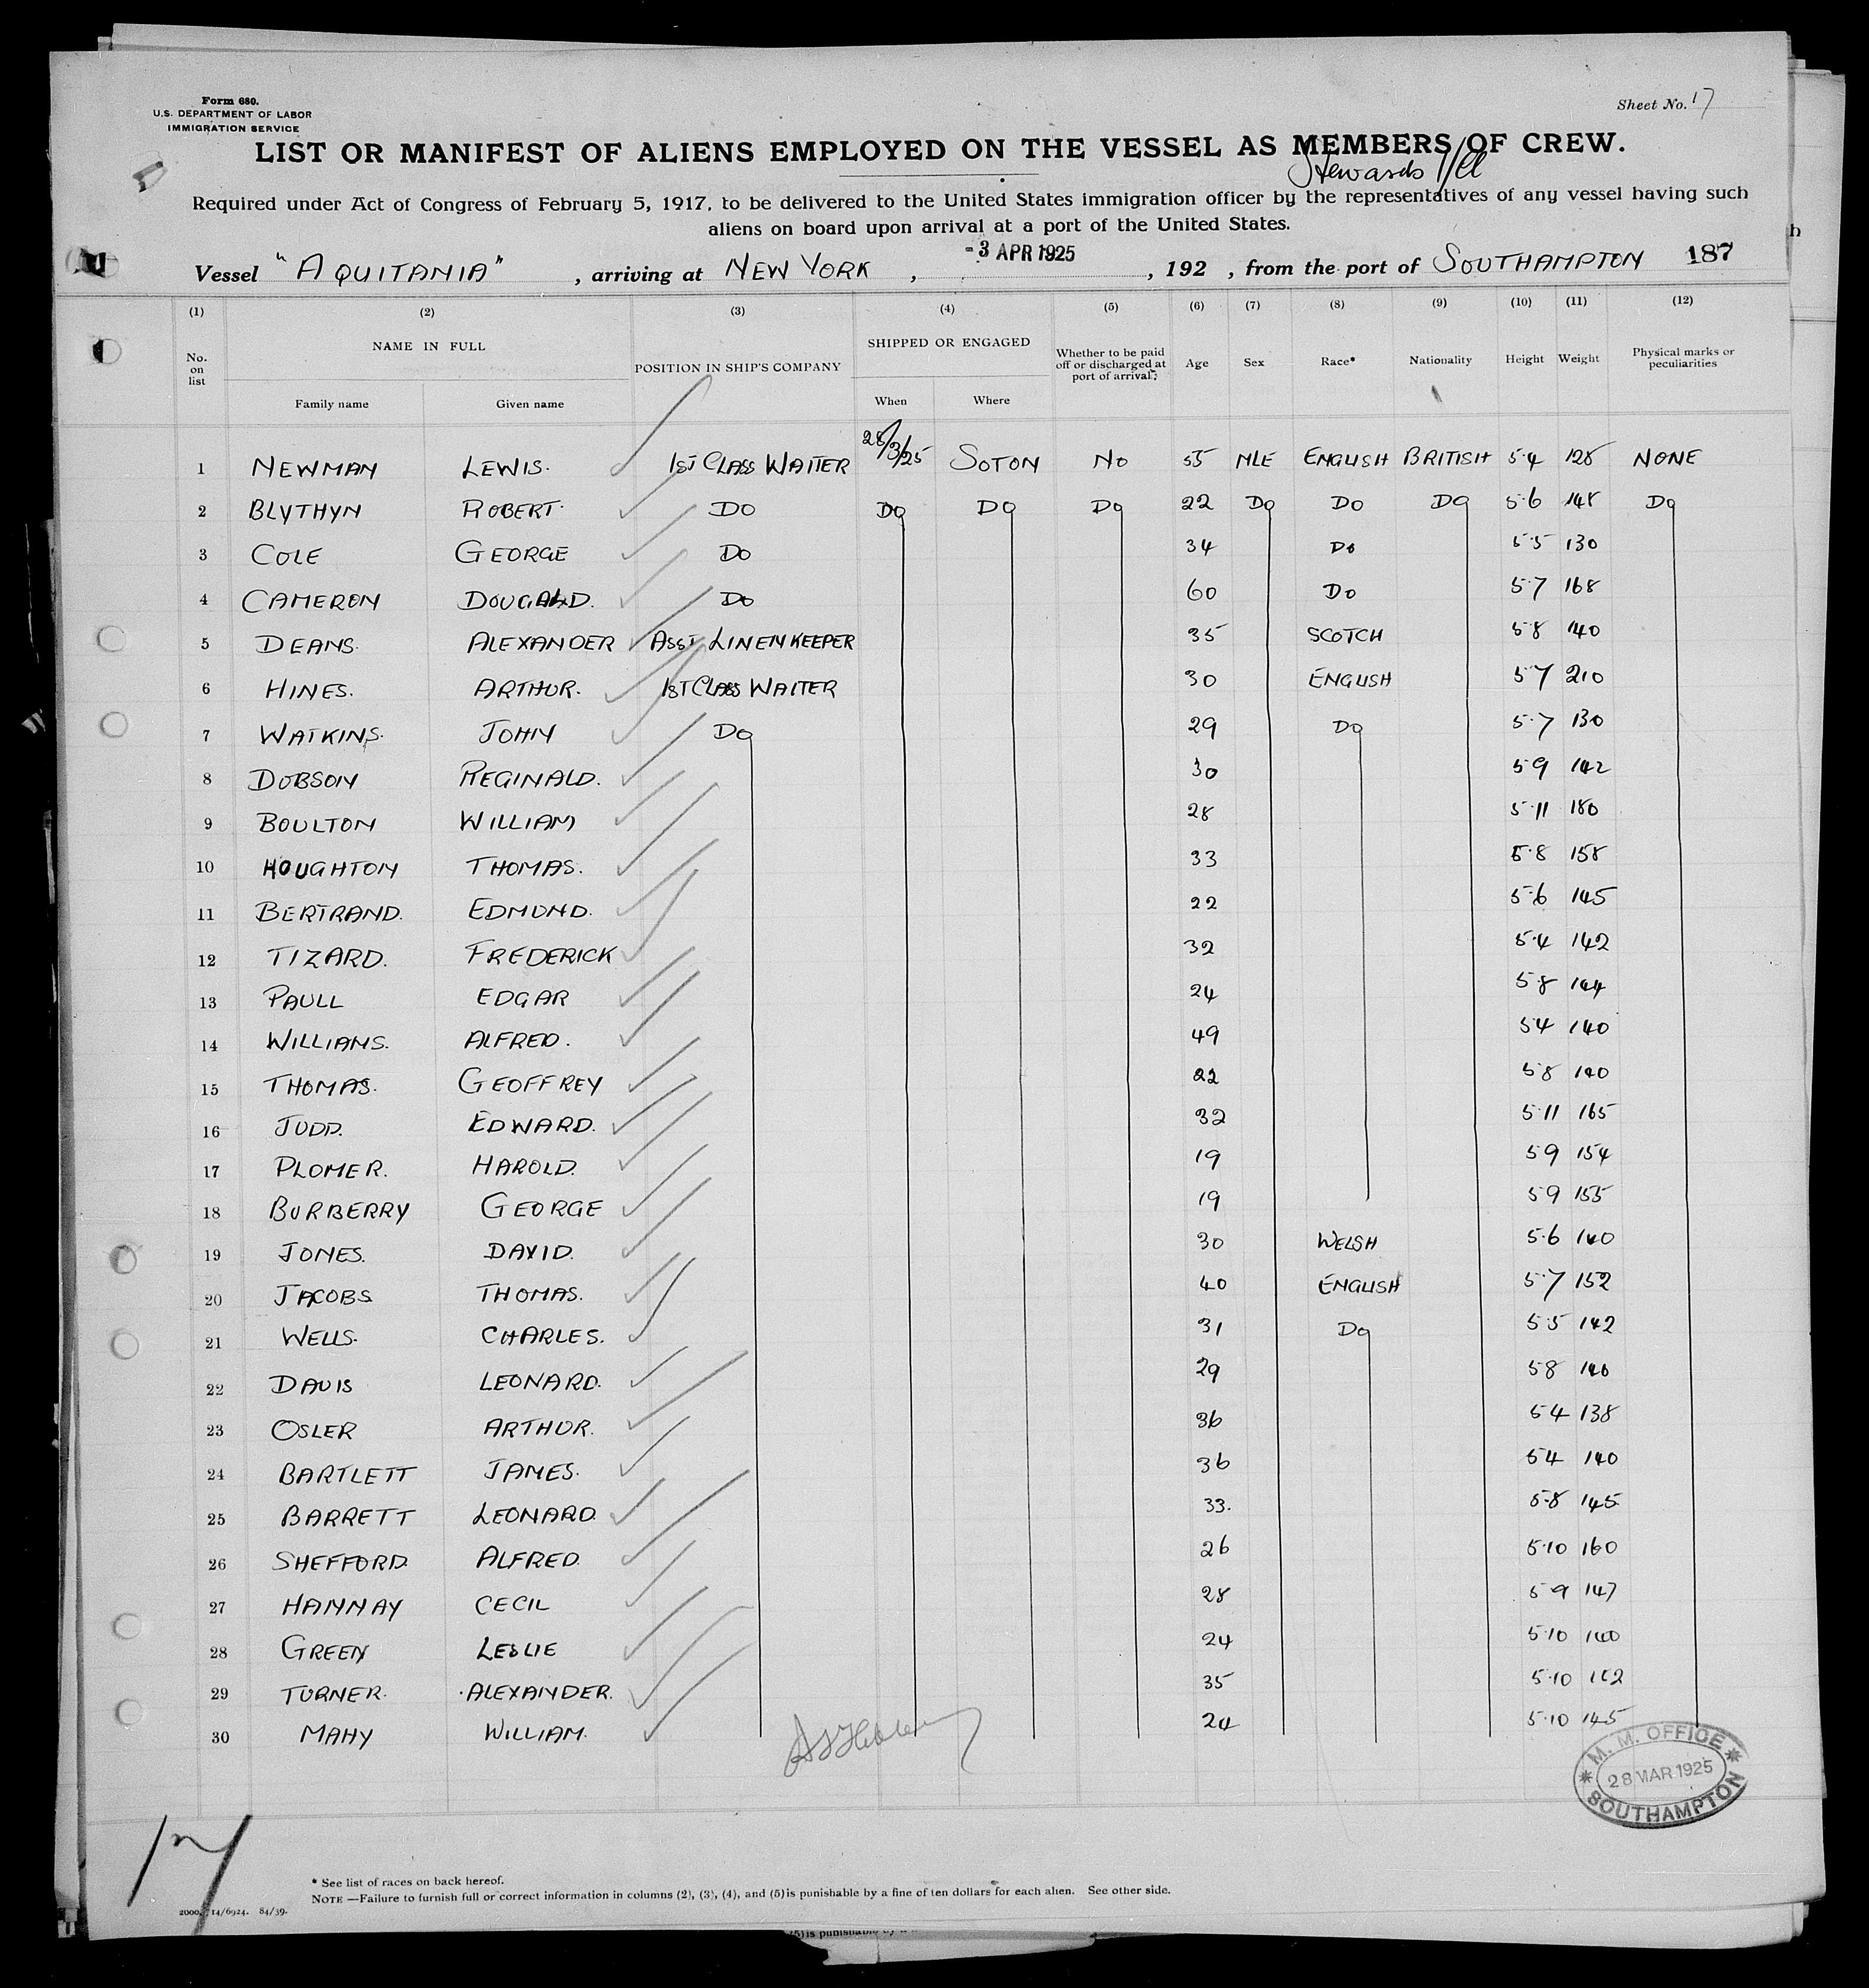 Form 680.
U.S. DEPARTMENT OF LABOR
IMMIGRATION SERVICE
Sheet No. 17
LIST OR MANIFEST OF ALIENS EMPLOYED ON THE VESSEL AS MEMBERS OF CREW.
Stewards
Required under Act of Congress of February 5, 1917, to be delivered to the United States immigration officer by the representatives of any vessel having such
aliens on board upon arrival at a port of the United States.
Vessel "AQUITANIA", arriving at NEW YORK, -3 APR 1925, 192 , from the port of SOUTHAMPTON 187
(1) (2) (3) (4) (5) (6) (7) (8) (9) (10) (11) (12)
No. on list NAME IN FULL POSITION IN SHIP'S COMPANY SHIPPED OR ENGAGED Whether to be paid off or discharged at port of arrival: Age Sex Race* Nationality Height Weight Physical marks or peculiarities
Family name Given name When Where
1 NEWMAN LEWIS. 1ST CLASS WAITER 28/3/25 SOTON NO 55 MLE ENGLISH BRITISH 5·4 128 NONE
2 BLYTHYN ROBERT. DO DO DO DO 22 DO DO DO 5·6 148 DO
3 COLE GEORGE DO 34 DO 5·5 130
4 CAMERON DOUGALD. DO 60 DO 5·7 168
5 DEANS. ALEXANDER ASST LINEN KEEPER 35 SCOTCH 5·8 140
6 HINES. ARTHUR. 1ST CLASS WAITER 30 ENGLISH 5·7 210
7 WATKINS. JOHN DO 29 DO 5·7 130
8 DOBSON REGINALD. 30 5·9 142
9 BOULTON WILLIAM 28 5·11 180
10 HOUGHTON THOMAS. 33 5·8 158
11 BERTRAND. EDMUND. 22 5·6 145
12 TIZARD. FREDERICK 32 5·4 142
13 PAULL EDGAR 24 5·8 144
14 WILLIAMS. ALFRED. 49 5·4 140
15 THOMAS. GEOFFREY 22 5·8 140
16 JUDD. EDWARD. 32 5·11 165
17 PLOMER. HAROLD. 19 5·9 154
18 BURBERRY GEORGE 19 5·9 155
19 JONES. DAVID. 30 WELSH 5·6 140
20 JACOBS THOMAS. 40 ENGLISH 5·7 152
21 WELLS. CHARLES. 31 DO 5·5 142
22 DAVIS LEONARD. 29 5·8 140
23 OSLER ARTHUR. 36 5·4 138
24 BARTLETT JAMES. 36 5·4 140
25 BARRETT LEONARD. 33. 5·8 145
26 SHEFFORD. ALFRED. 26 5·10 160
27 HANNAY CECIL 28 5·9 147
28 GREEN LESLIE 24 5·10 140
29 TURNER. ALEXANDER. 35 5·10 152
30 MAHY WILLIAM. 24 5·10 145
M. M. OFFICE
28 MAR 1925
SOUTHAMPTON
17
* See list of races on back hereof.
NOTE —Failure to furnish full or correct information in columns (2), (3), (4), and (5) is punishable by a fine of ten dollars for each alien. See other side.
2000. 14/6924. 84/39.